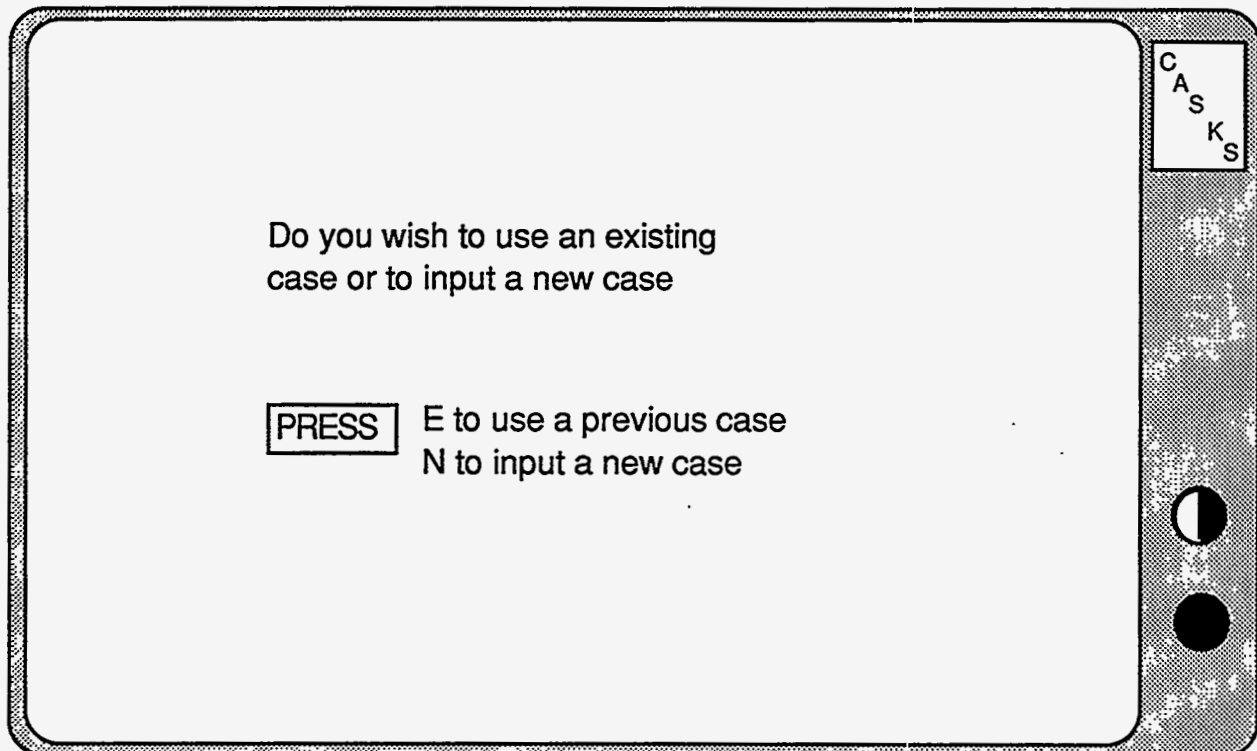 CASKS
Do you wish to use an existing
case or to input a new case
PRESS E to use a previous case
N to input a new case